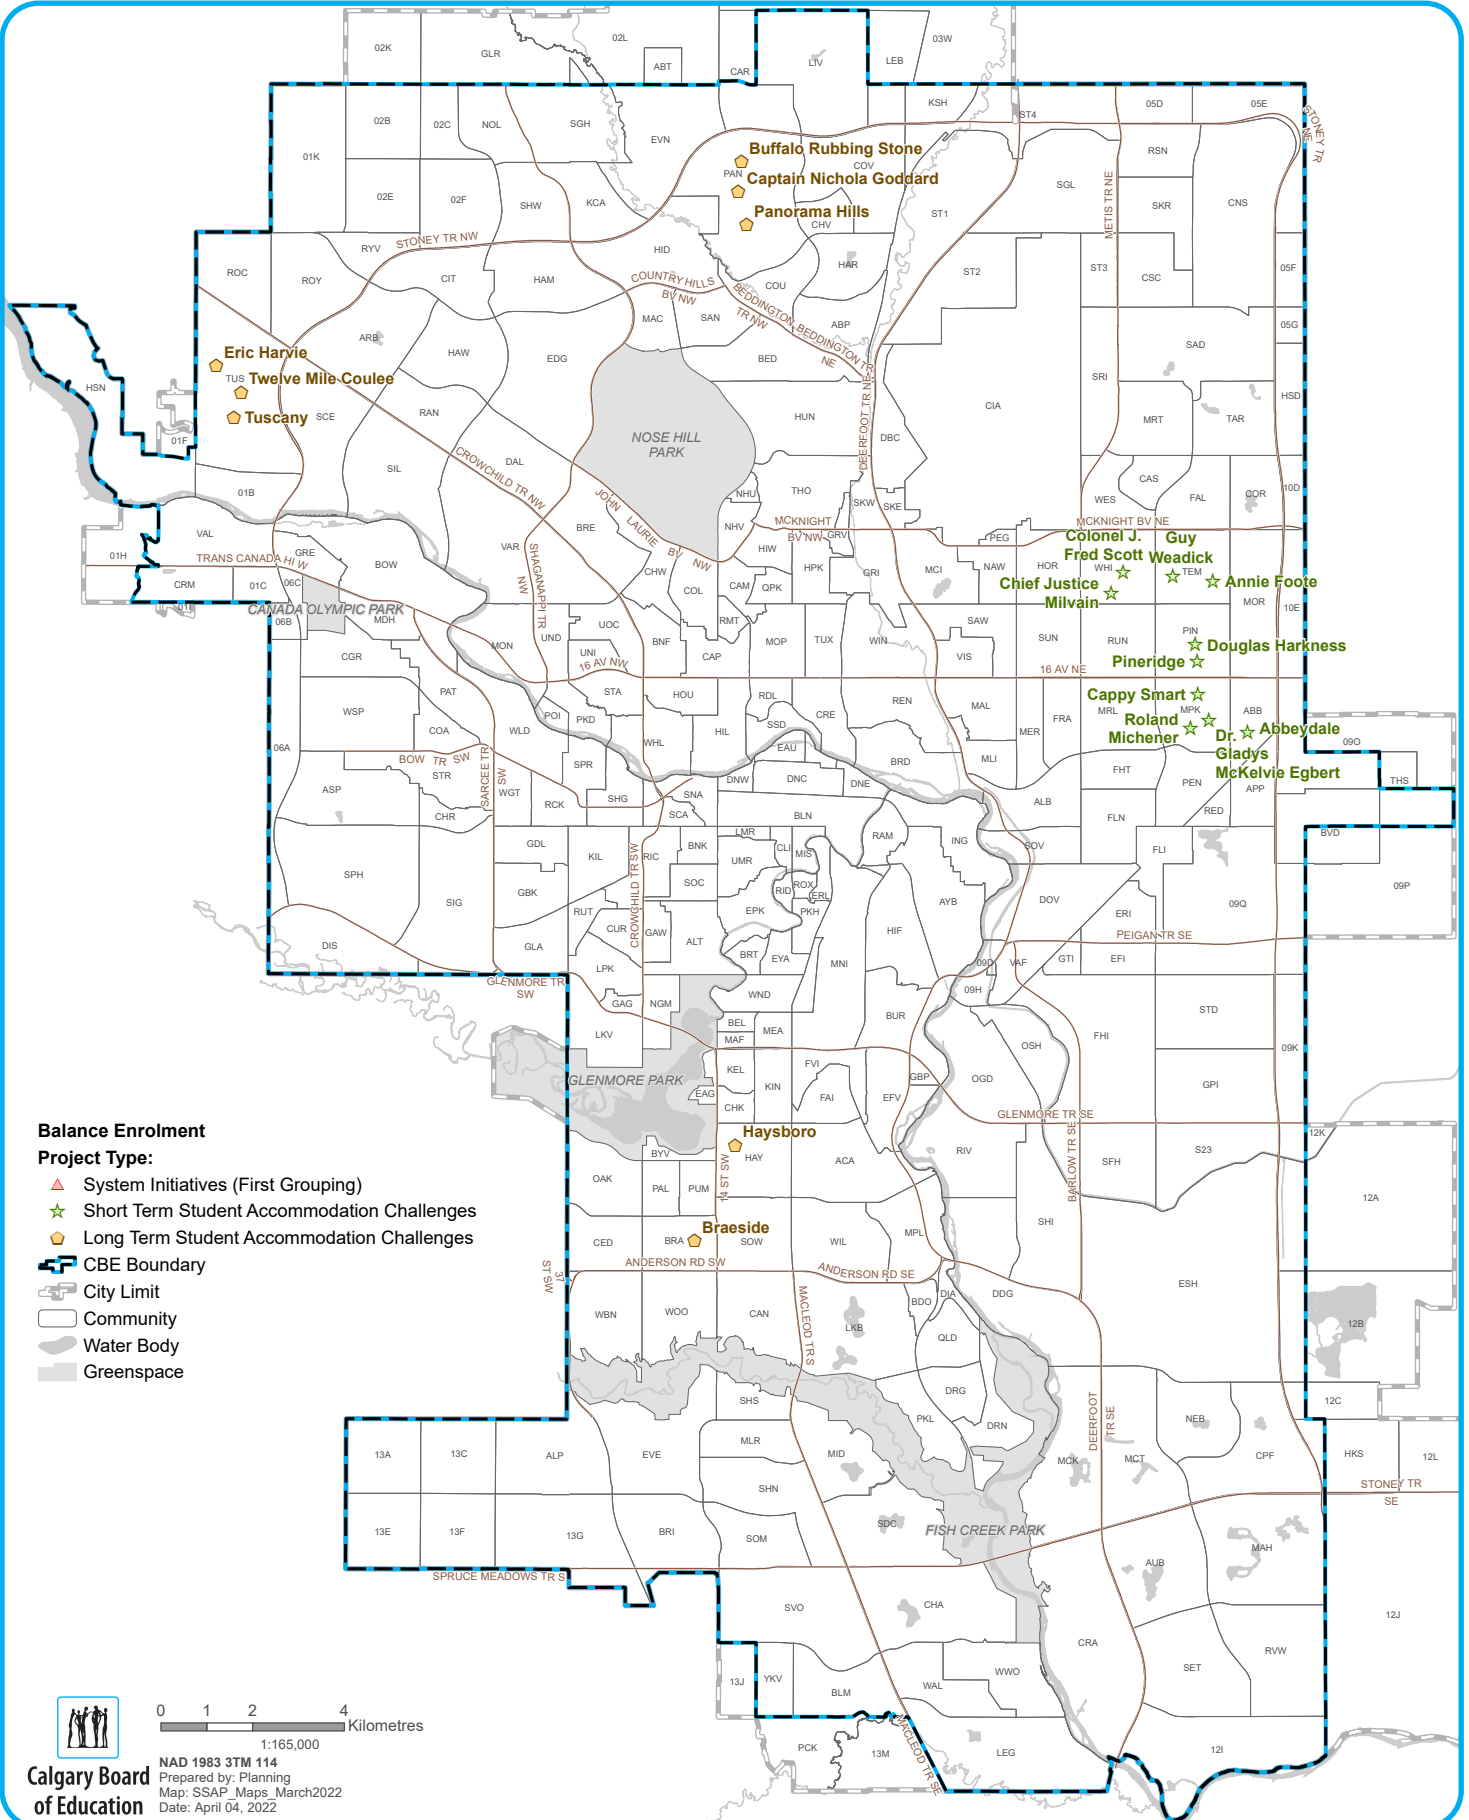 02K
GLR
02L
ABT
CAR
LIV
LEB
03W
02B
02C
NOL
SGH
EVN
KSH
ST4
05D
05E
STONEY TR
NE
01K
02E
02F
SHW
KCA
PAN
Buffalo Rubbing Stone
COV
Captain Nichola Goddard
Panorama Hills
CHV
ST1
SGL
METIS TR NE
RSN
SKR
CNS
ROC
ROY
RYV
STONEY TR NW
CIT
HAM
HID
COUNTRY HILLS
BV NW
COU
HAR
ST2
ST3
CSC
05F
MAC
SAN
BEDDINGTON
TR NW
BEDDINGTON TR
NE
ABP
05G
ARB
HAW
EDG
BED
SAD
Eric Harvie
TUS
Twelve Mile Coulee
Tuscany
HSN
SCE
RAN
HUN
DEERFOOT TR NE
CIA
SRI
MRT
TAR
HSD
01F
NOSE HILL
PARK
DBC
SIL
DAL
CROWCHILD TR NW
01B
NHU
THO
SKW
SKE
WES
CAS
FAL
COR
10D
VAL
JOHN LAURIE BV NW
BRE
NHV
MCKNIGHT
BV NW
GRV
PEG
MCKNIGHT BV NE
01H
TRANS CANADA HI W
GRE
BOW
VAR
SHAGANAPPI TR
NW
CHW
HIW
HPK
GRI
MCI
NAW
HOR
Colonel J.
Fred Scott
WHI
Guy
Weadick
TEM
Annie Foote
Chief Justice
Milvain
MOR
10E
CRM
01C
06C
01I
CANADA OLYMPIC PARK
06B
MDH
COL
CAM
QPK
RMT
CGR
MON
UND
UOC
UNI
BNF
CAP
MOP
TUX
WIN
VIS
SAW
SUN
RUN
PIN
Douglas Harkness
Pineridge
16 AV NW
16 AV NE
PAT
WSP
COA
WLD
POI
PKD
STA
HOU
HIL
RDL
SSD
CRE
REN
MAL
MER
FRA
MRL
Cappy Smart
MPK
Roland
Michener
ABB
Abbeydale
Dr.
Gladys
McKelvie Egbert
09O
THS
06A
BOW TR SW
STR
SARCEE TR
SW
WHL
EAU
SPR
BRD
MLI
FHT
PEN
APP
ASP
WGT
RCK
SHG
SNA
SCA
DNW
DNC
DNE
ALB
RED
CHR
BLN
FLN
BVD
GDL
KIL
RIC
BNK
LMR
UMR
CLI
MIS
RAM
ING
SOV
FLI
SPH
SIG
GBK
CROWCHILD TR SW
SOC
RID
ROX
ERL
AYB
DOV
09Q
09P
RUT
CUR
GAW
EPK
PKH
ERI
DIS
GLA
ALT
BRT
EYA
MNI
HIF
PEIGAN TR SE
09D
VAF
GTI
EFI
GLENMORE TR
SW
LPK
GAG
NGM
WND
09H
LKV
BEL
MAF
MEA
BUR
OSH
FHI
STD
09K
GLENMORE PARK
EAG
KEL
KIN
FVI
FAI
EFV
GBP
OGD
GPI
CHK
GLENMORE TR SE
Haysboro
HAY
12K
BYV
ACA
RIV
BARLOW TR SE
SFH
S23
OAK
PAL
PUM
14 ST SW
12A
Braeside
CED
BRA
SOW
WIL
MPL
SHI
37
ST SW
ANDERSON RD SW
ANDERSON RD SE
ESH
WBN
WOO
CAN
MACLEOD TR S
LKB
BDO
DIA
DDG
12B
QLD
SHS
DRG
DEERFOOT
TR SE
12C
PKL
DRN
NEB
13A
13C
ALP
EVE
MLR
MID
MCK
MCT
CPF
HKS
12L
STONEY TR
SE
SHN
13E
13F
13G
BRI
SOM
SDC
FISH CREEK PARK
MAH
SPRUCE MEADOWS TR S
AUB
SVO
CHA
12J
CRA
13J
YKV
BLM
WAL
WWO
SET
RVW
PCK
13M
MACLEOD TR SE
LEG
12I
Balance Enrolment
Project Type:
System Initiatives (First Grouping)
Short Term Student Accommodation Challenges
Long Term Student Accommodation Challenges
CBE Boundary
City Limit
Community
Water Body
Greenspace
0 1 2 4
Kilometres
1:165,000
Calgary Board
of Education
NAD 1983 3TM 114
Prepared by: Planning
Map: SSAP_Maps_March2022
Date: April 04, 2022